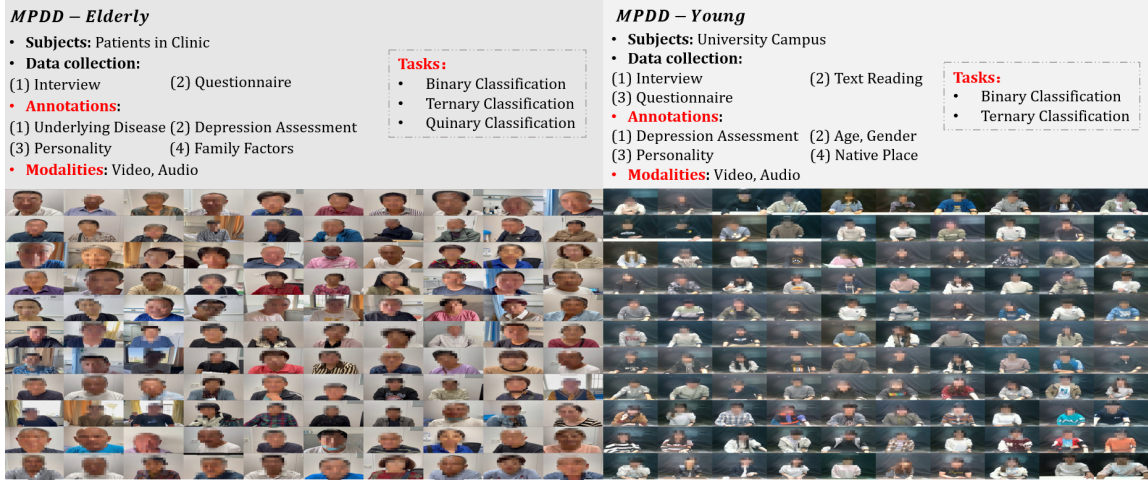 MPDD – Elderly
• Subjects: Patients in Clinic
• Data collection:
(1) Interview (2) Questionnaire
• Annotations:
(1) Underlying Disease (2) Depression Assessment
(3) Personality (4) Family Factors
• Modalities: Video, Audio
Tasks:
• Binary Classification
• Ternary Classification
• Quinary Classification
MPDD – Young
• Subjects: University Campus
• Data collection:
(1) Interview (2) Text Reading
(3) Questionnaire
• Annotations:
(1) Depression Assessment (2) Age, Gender
(3) Personality (4) Native Place
• Modalities: Video, Audio
Tasks:
• Binary Classification
• Ternary Classification